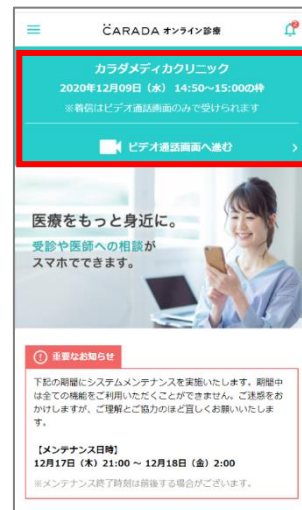 CARADA オンライン診療
2
カラダメディカクリニック
2020年12月09日（水） 14:50～15:00の枠
※着信はビデオ通話画面のみで受けられます
ビデオ通話画面へ進む
医療をもっと身近に。
受診や医師への相談が
スマホでできます。
重要なお知らせ
下記の期間にシステムメンテナンスを実施いたします。期間中
は全ての機能をご利用いただくことができません。ご迷惑をお
かけしますが、ご理解とご協力のほど宜しくお願いいたしま
す。
【メンテナンス日時】
12月17日（木）21:00 ～ 12月18日（金）2:00
※メンテナンス終了時刻は前後する場合がございます。